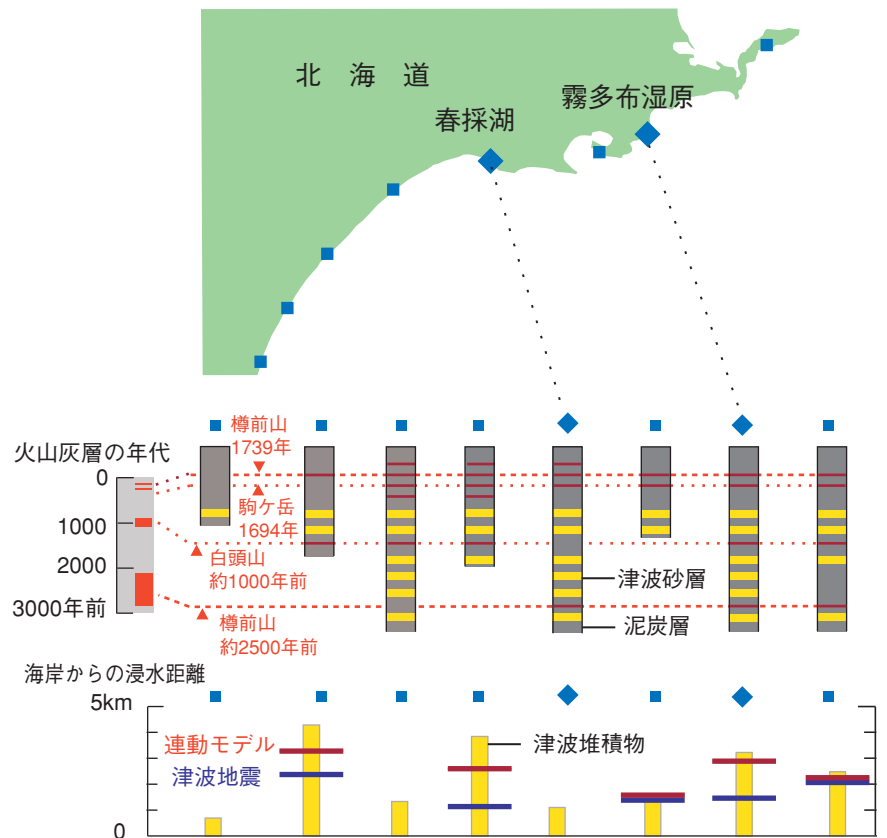 北 海 道
霧多布湿原
春採湖
火山灰層の年代
0
1000
2000
3000年前
樽前山
1739年
駒ケ岳
1694年
白頭山
約1000年前
樽前山
約2500年前
津波砂層
泥炭層
海岸からの浸水距離
5km
0
連動モデル
津波地震
津波堆積物